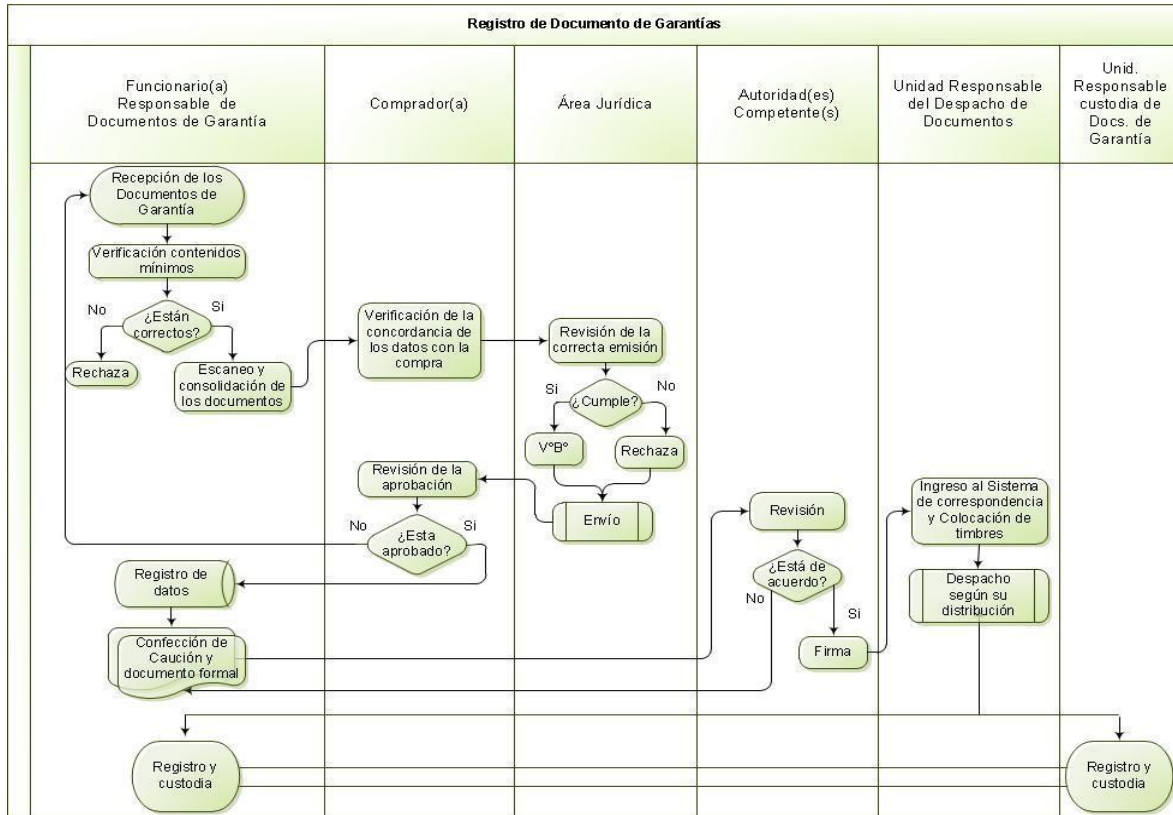 Registro de Documento de Garantías
Funcionario(a)
Responsable de
Documentos de Garantía
Comprador(a)
Área Jurídica
Autoridad(es)
Competente(s)
Unidad Responsable
del Despacho de
Documentos
Unid.
Responsable
custodia de
Docs. de
Garantía
Recepción de los
Documentos de
Garantía
Verificación contenidos
mínimos
¿Están
correctos?
No
Si
Rechaza
Escaneo y
consolidación de
los documentos
Verificación de la
concordancia de
los datos con la
compra
Revisión de la
correcta emisión
¿Cumple?
Si
No
VºBº
Rechaza
Envío
Revisión de la
aprobación
¿Esta
aprobado?
No
Si
Registro de
datos
Confección de
Caución y
documento formal
Revisión
¿Está de
acuerdo?
No
Si
Firma
Ingreso al Sistema
de correspondencia
y Colocación de
timbres
Despacho
según su
distribución
Registro y
custodia
Registro y
custodia